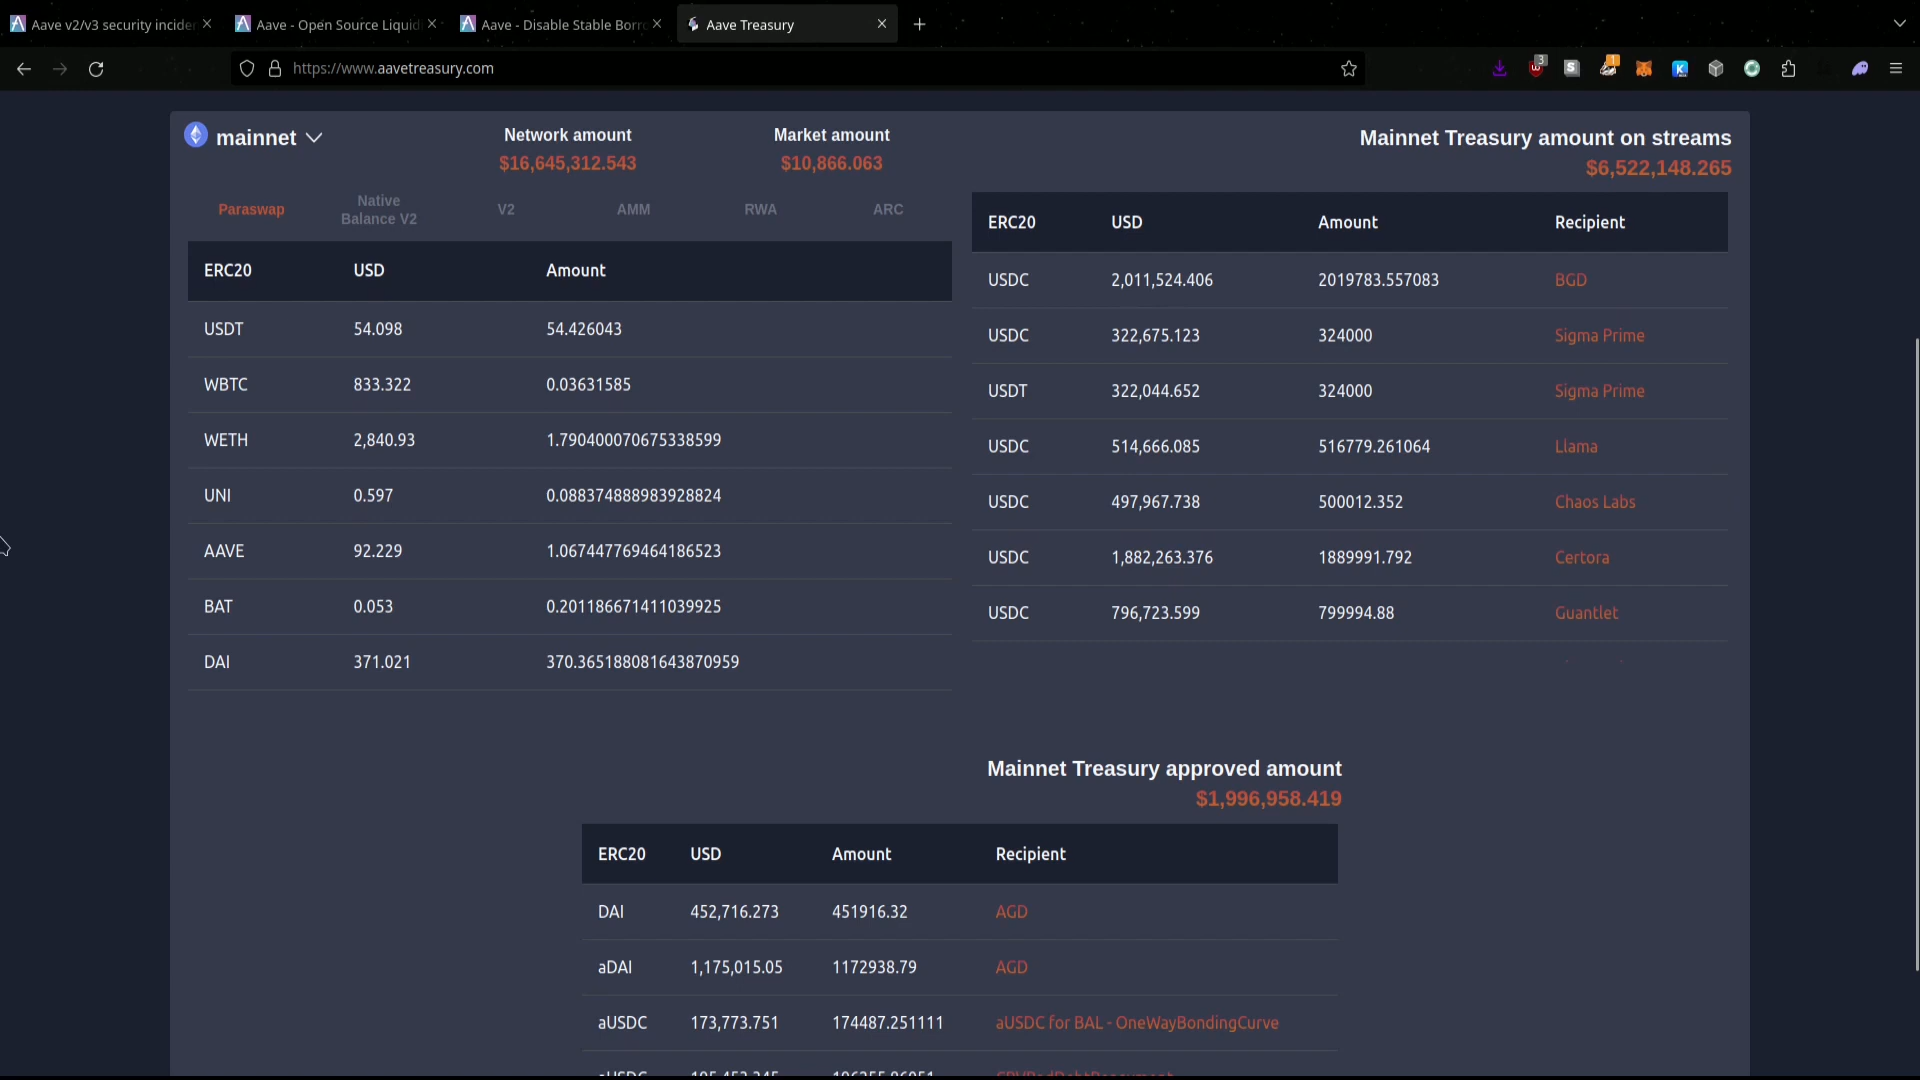 Aave v2/v3 security incide
Aave - Open Source Liquid
Aave - Disable Stable Borro
Aave Treasury
https://www.aavetreasury.com
3
1
mainnet
Network amount
$16,645,312.543
Market amount
$10,866.063
Mainnet Treasury amount on streams
$6,522,148.265
Paraswap
Native
Balance V2
V2
AMM
RWA
ARC
ERC20 USD Amount
USDT 54.098 54.426043
WBTC 833.322 0.03631585
WETH 2,840.93 1.790400070675338599
UNI 0.597 0.088374888983928824
AAVE 92.229 1.067447769464186523
BAT 0.053 0.201186671411039925
DAI 371.021 370.365188081643870959
ERC20 USD Amount Recipient
USDC 2,011,524.406 2019783.557083 BGD
USDC 322,675.123 324000 Sigma Prime
USDT 322,044.652 324000 Sigma Prime
USDC 514,666.085 516779.261064 Llama
USDC 497,967.738 500012.352 Chaos Labs
USDC 1,882,263.376 1889991.792 Certora
USDC 796,723.599 799994.88 Guantlet
Mainnet Treasury approved amount
$1,996,958.419
ERC20 USD Amount Recipient
DAI 452,716.273 451916.32 AGD
aDAI 1,175,015.05 1172938.79 AGD
aUSDC 173,773.751 174487.251111 aUSDC for BAL - OneWayBondingCurve